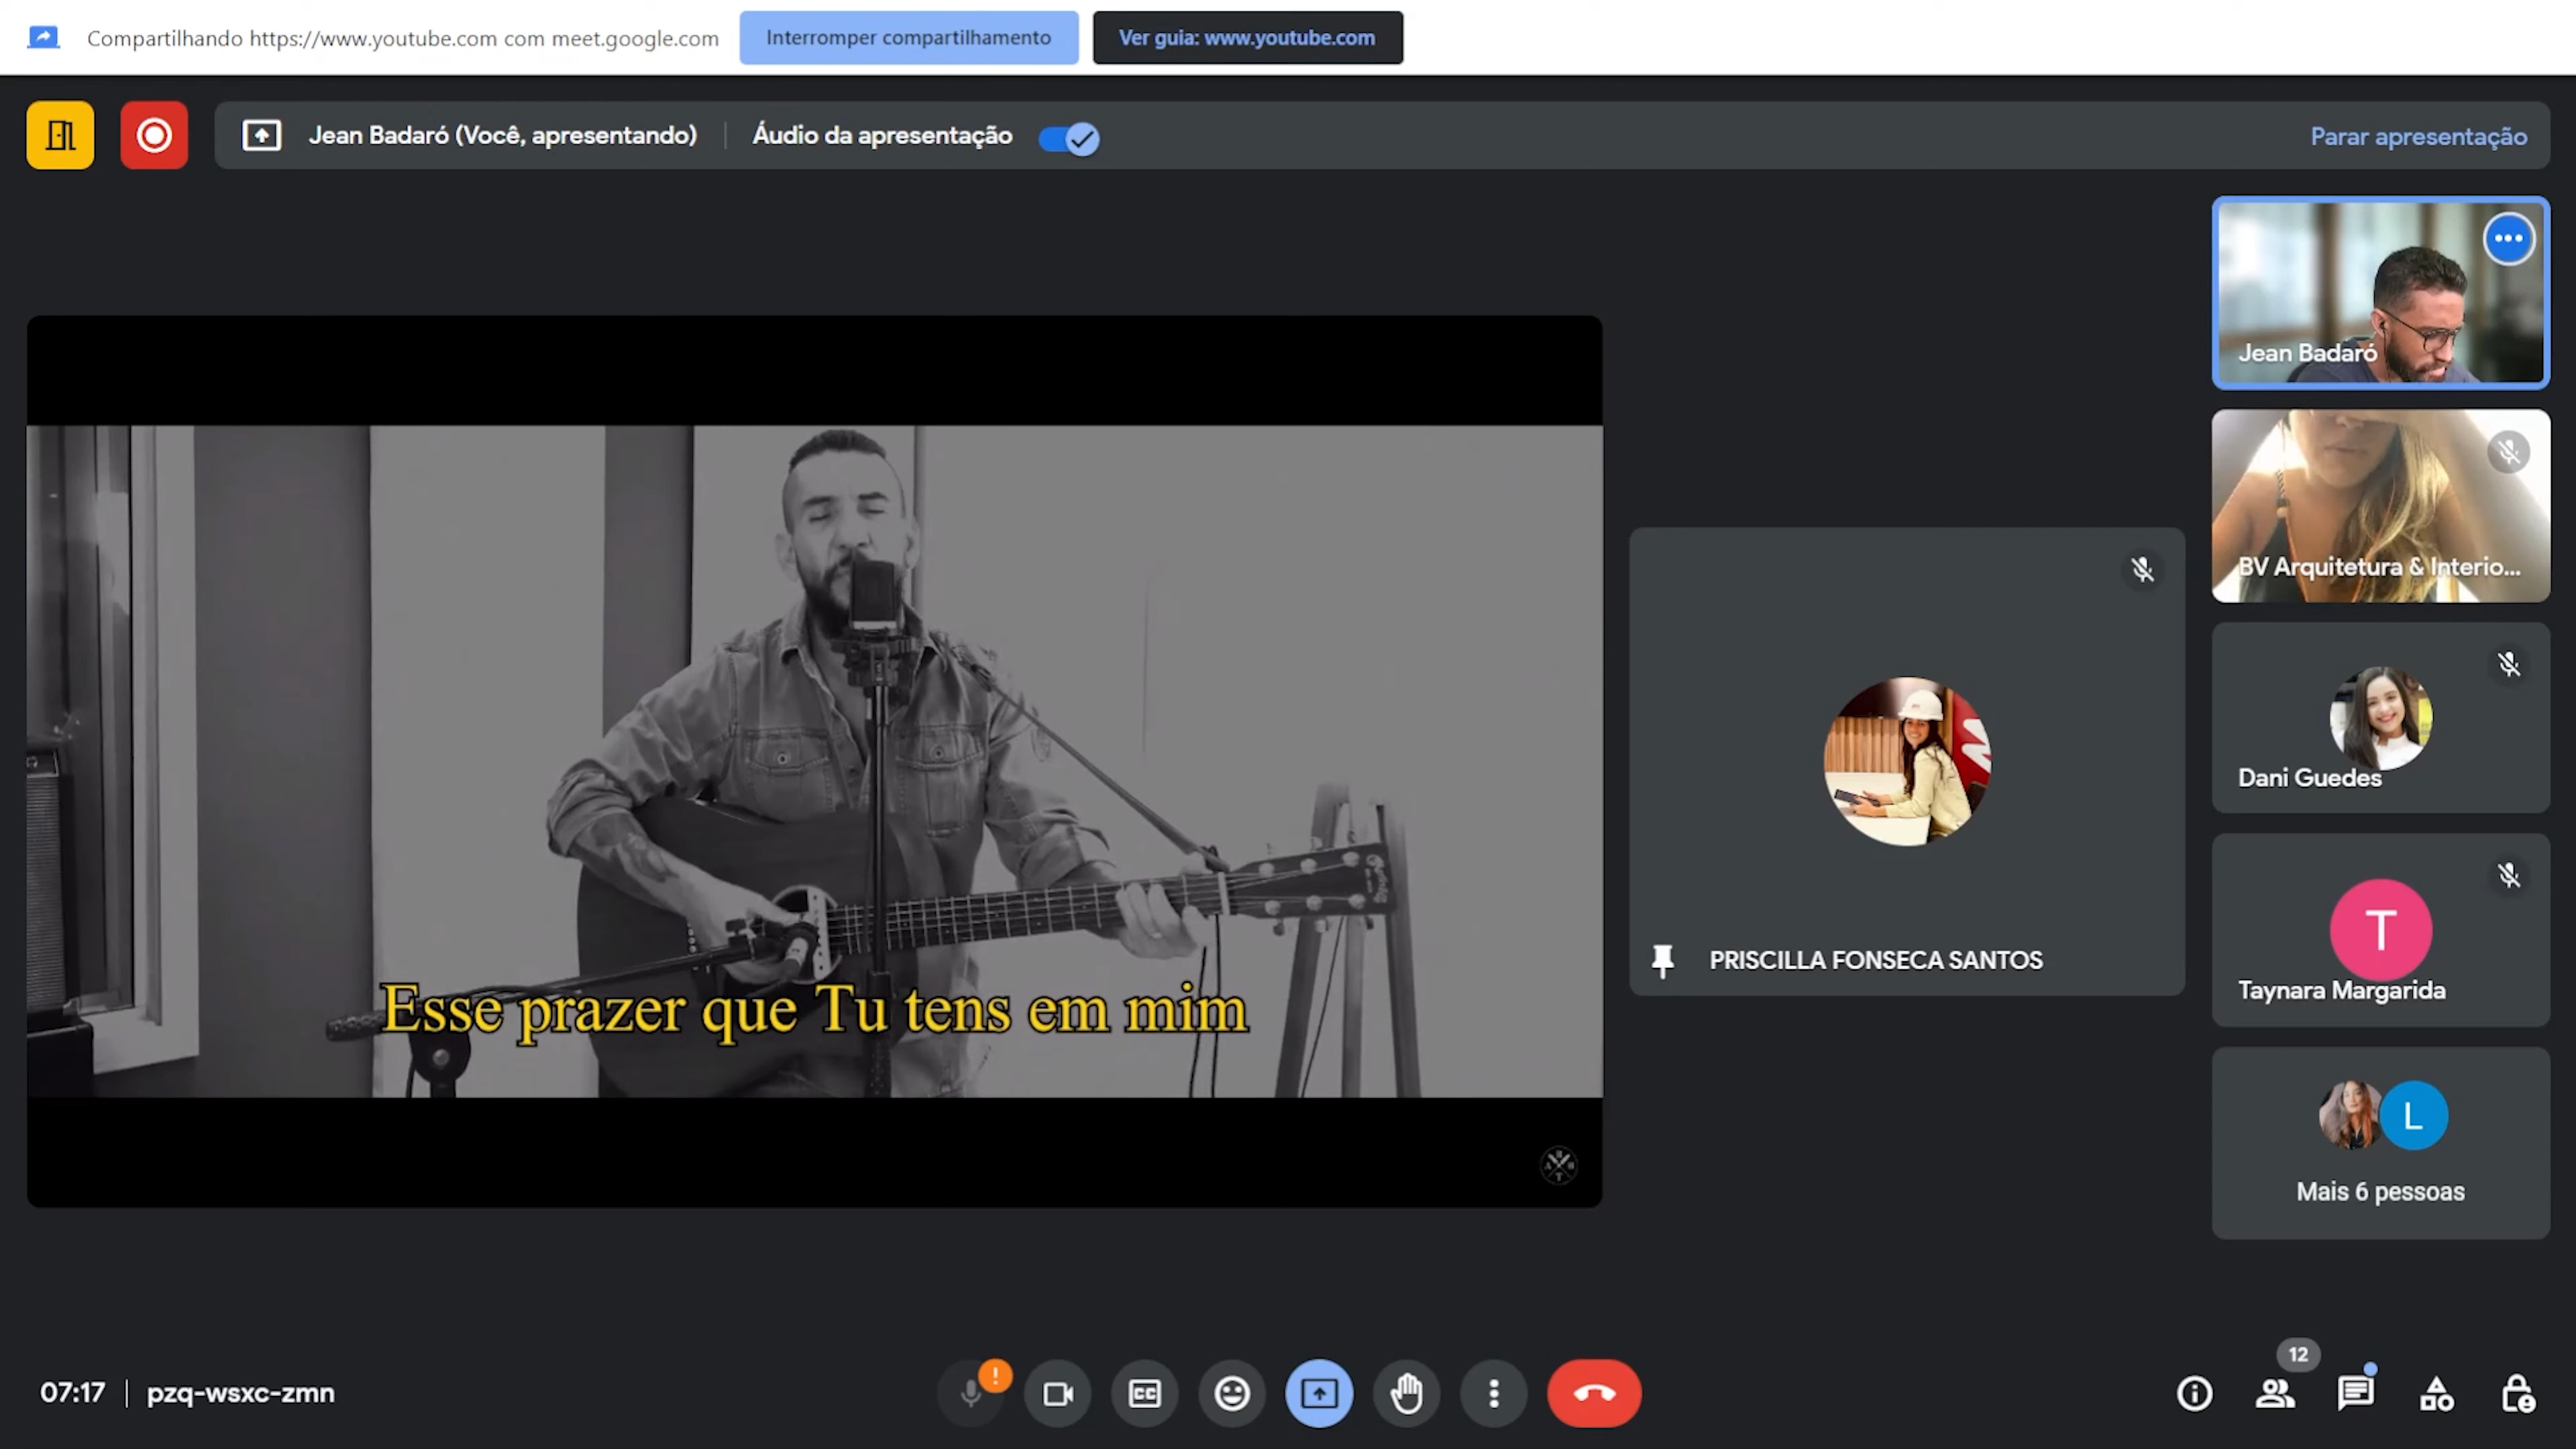 Compartilhando https://www.youtube.com com meet.google.com
Interromper compartilhamento
Ver guia: www.youtube.com
Jean Badaró (Você, apresentando)
Áudio da apresentação
Parar apresentação
Jean Badaró
BV Arquitetura & Interio...
Esse prazer que Tu tens em mim
PRISCILLA FONSECA SANTOS
Dani Guedes
T
Taynara Margarida
L
Mais 6 pessoas
07:17
pzq-wsxc-zmn
!
CC
12